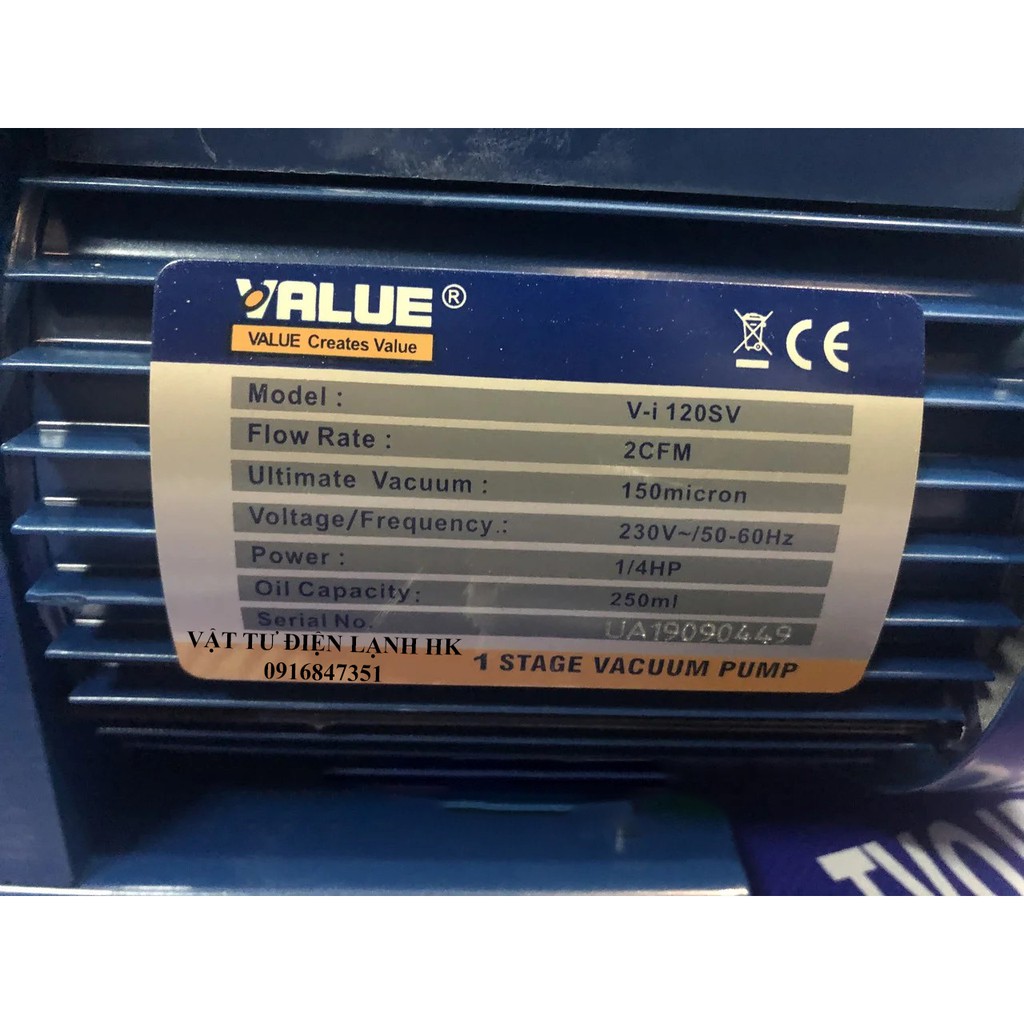 VALUE®
VALUE Creates Value
CE
Model : V-i 120SV
Flow Rate : 2CFM
Ultimate Vacuum : 150micron
Voltage/Frequency.: 230V~/50-60Hz
Power : 1/4HP
Oil Capacity: 250ml
Serial No. UA19090449
VẬT TƯ ĐIỆN LẠNH HK
0916847351
1 STAGE VACUUM PUMP